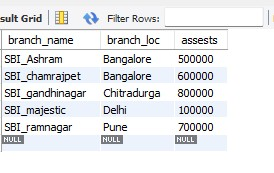 sult Grid Filter Rows:
branch_name branch_loc assests
SBI_Ashram Bangalore 500000
SBI_chamrajpet Bangalore 600000
SBI_gandhinagar Chitradurga 800000
SBI_majestic Delhi 100000
SBI_ramnagar Pune 700000
NULL NULL NULL